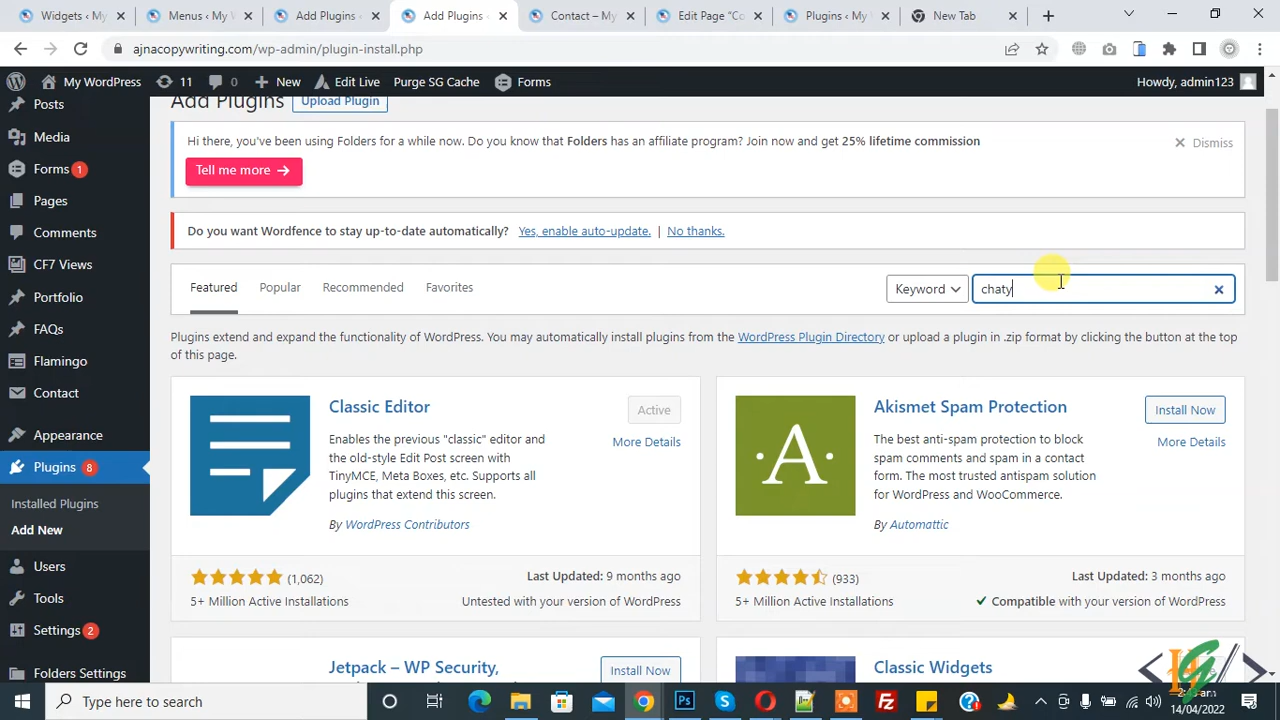 Widgets ‹ My
Menus ‹ My W
Add Plugins ‹
Add Plugins ‹
Contact – My
Edit Page “Co
Plugins ‹ My W
New Tab
ajnacopywriting.com/wp-admin/plugin-install.php
My WordPress
11
0
New
Edit Live
Purge SG Cache
Forms
Howdy, admin123
Posts
Media
Forms 1
Pages
Comments
CF7 Views
Portfolio
FAQs
Flamingo
Contact
Appearance
Plugins 8
Installed Plugins
Add New
Users
Tools
Settings 2
Folders Settings
Add Plugins
Upload Plugin
Hi there, you've been using Folders for a while now. Do you know that Folders has an affiliate program? Join now and get 25% lifetime commission
Dismiss
Tell me more →
Do you want Wordfence to stay up-to-date automatically? Yes, enable auto-update. | No thanks.
Featured
Popular
Recommended
Favorites
Keyword
chaty
Plugins extend and expand the functionality of WordPress. You may automatically install plugins from the WordPress Plugin Directory or upload a plugin in .zip format by clicking the button at the top
of this page.
Classic Editor
Active
More Details
Enables the previous "classic" editor and
the old-style Edit Post screen with
TinyMCE, Meta Boxes, etc. Supports all
plugins that extend this screen.
By WordPress Contributors
(1,062)
Last Updated: 9 months ago
5+ Million Active Installations
Untested with your version of WordPress
·A·
Akismet Spam Protection
Install Now
More Details
The best anti-spam protection to block
spam comments and spam in a contact
form. The most trusted antispam solution
for WordPress and WooCommerce.
By Automattic
(933)
Last Updated: 3 months ago
5+ Million Active Installations
Compatible with your version of WordPress
Jetpack – WP Security,
Install Now
Classic Widgets
Type here to search
14/04/2022